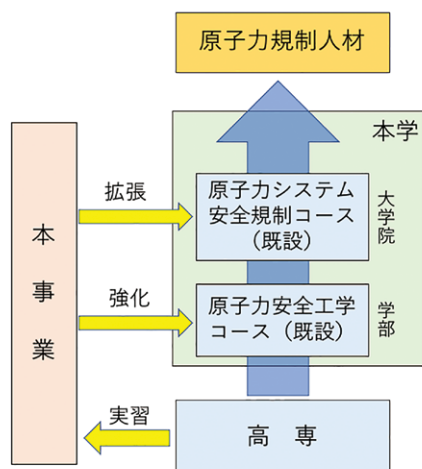 原子力規制人材
本学
拡張
原子力システム
安全規制コース
（既設）
大学院
本事業
強化
原子力安全工学
コース（既設）
学部
実習
高　専